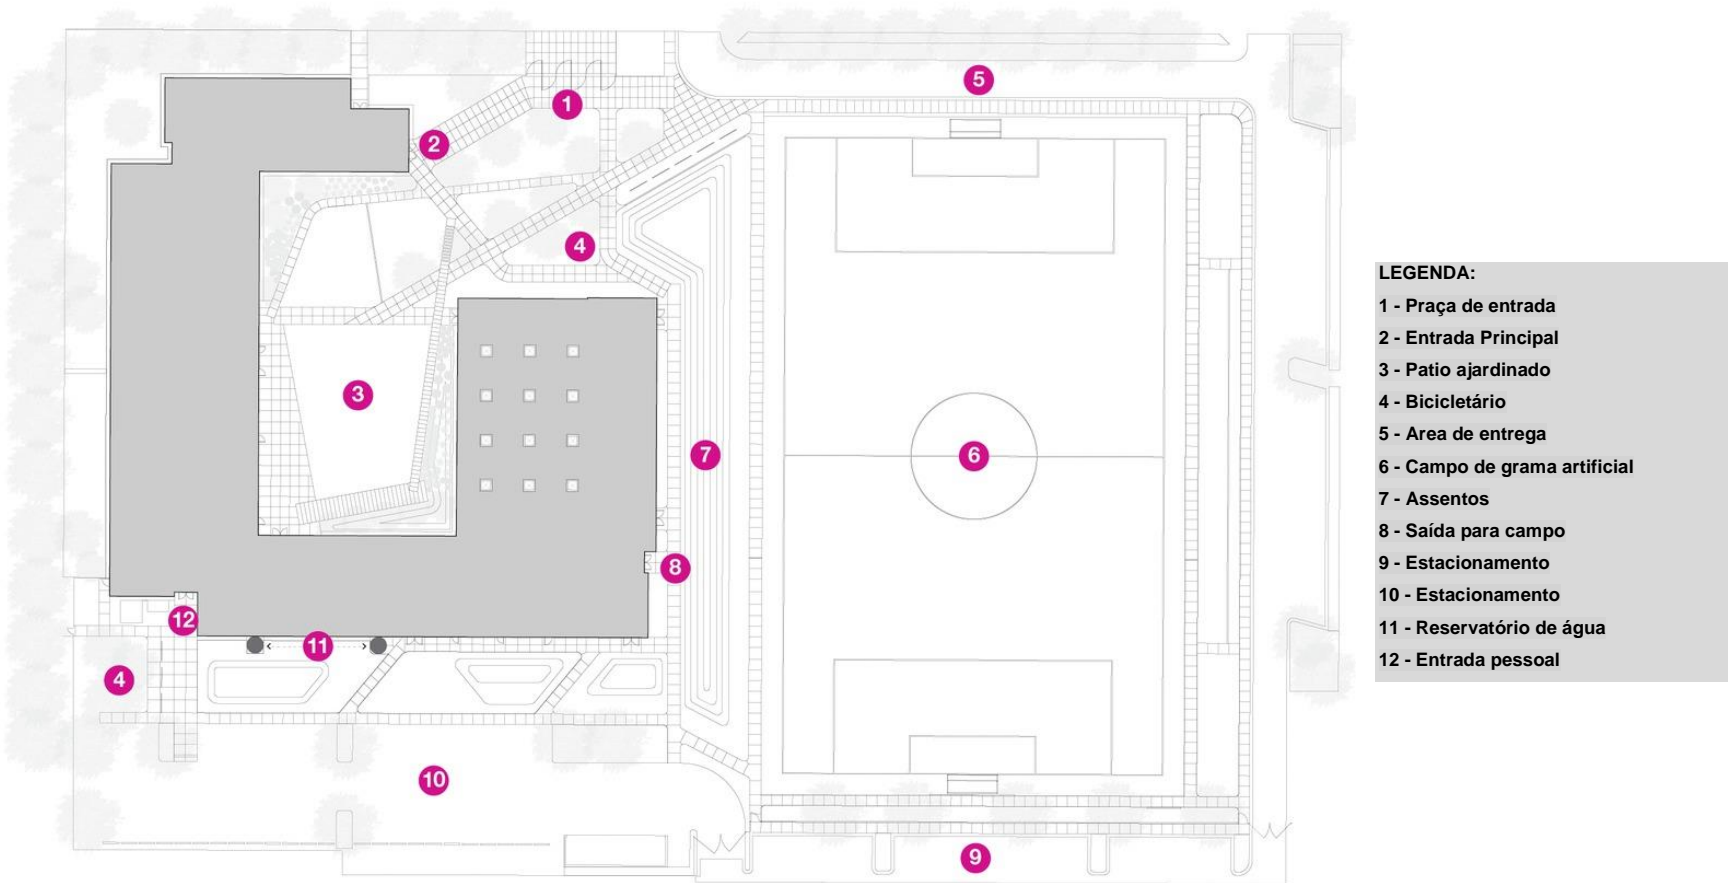 5
1
2
4
3
7
6
8
12
11
4
10
9
LEGENDA:
1 - Praça de entrada
2 - Entrada Principal
3 - Patio ajardinado
4 - Bicicletário
5 - Area de entrega
6 - Campo de grama artificial
7 - Assentos
8 - Saída para campo
9 - Estacionamento
10 - Estacionamento
11 - Reservatório de água
12 - Entrada pessoal